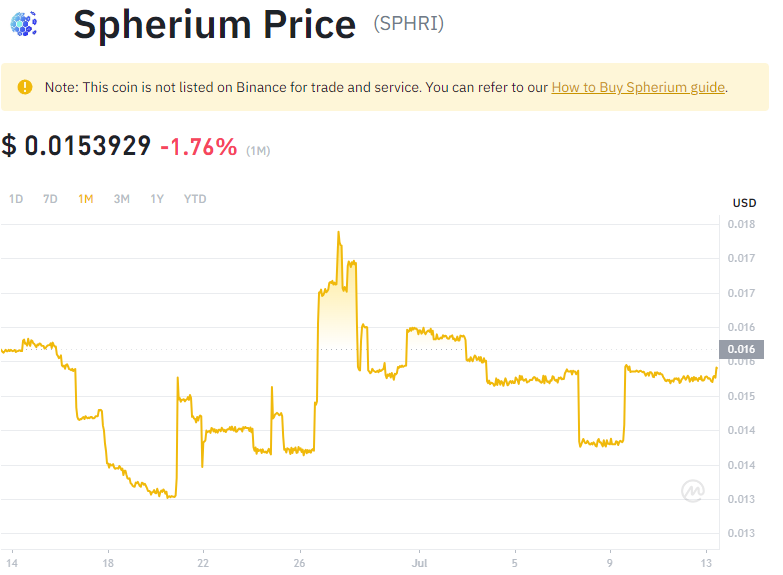 Spherium Price (SPHRI)
Note: This coin is not listed on Binance for trade and service. You can refer to our How to Buy Spherium guide.
$ 0.0153929 -1.76% (1M)
1D 7D 1M 3M 1Y YTD
USD
0.018
0.017
0.017
0.016
0.016
0.016
0.015
0.014
0.014
0.013
0.013
14 18 22 26 Jul 5 9 13